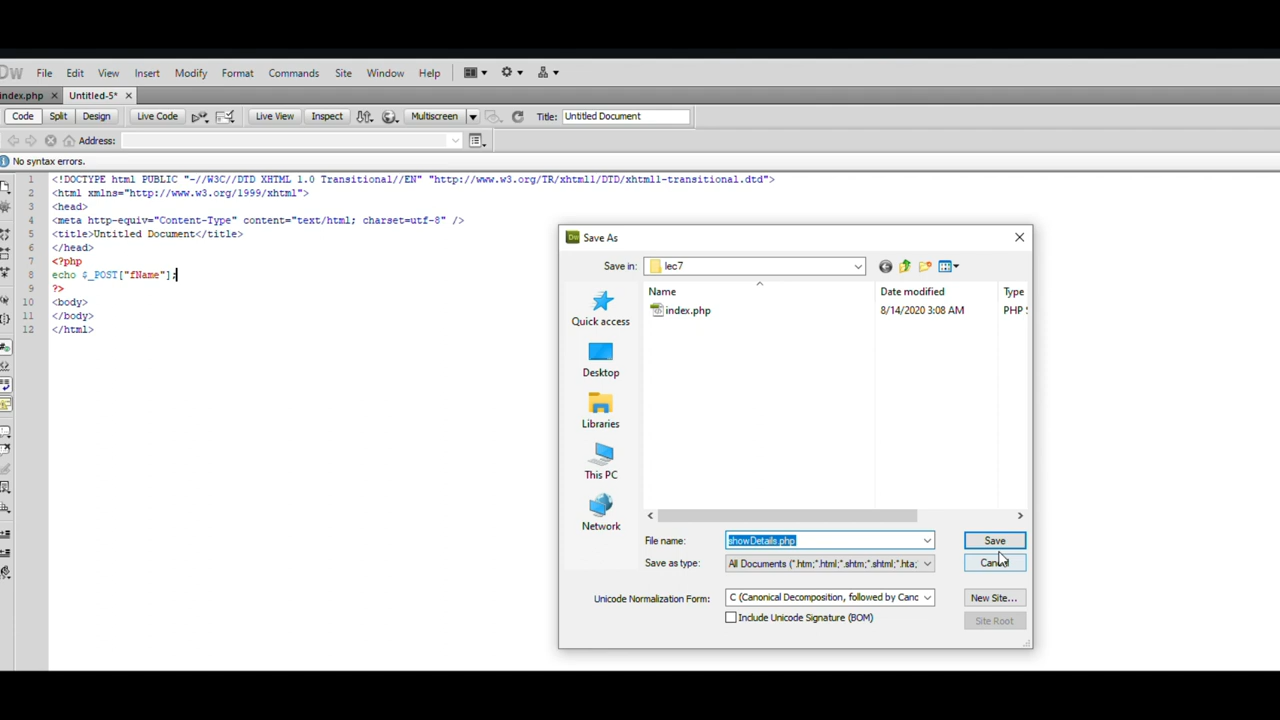 Dw File Edit View Insert Modify Format Commands Site Window Help
index.php × Untitled-5* ×
Code Split Design Live Code Live View Inspect Multiscreen Title: Untitled Document
Address:
No syntax errors.
1 <!DOCTYPE html PUBLIC "-//W3C//DTD XHTML 1.0 Transitional//EN" "http://www.w3.org/TR/xhtml1/DTD/xhtml1-transitional.dtd">
2 <html xmlns="http://www.w3.org/1999/xhtml">
3 <head>
4 <meta http-equiv="Content-Type" content="text/html; charset=utf-8" />
5 <title>Untitled Document</title>
6 </head>
7 <?php
8 echo $_POST["fName"];
9 ?>
10 <body>
11 </body>
12 </html>
Dw Save As
Save in: lec7
Name Date modified Type
index.php 8/14/2020 3:08 AM PHP S
Quick access
Desktop
Libraries
This PC
Network
File name: showDetails.php Save
Save as type: All Documents (*.htm;*.html;*.shtm;*.shtml;*.hta; Cancel
Unicode Normalization Form: C (Canonical Decomposition, followed by Canc New Site...
Include Unicode Signature (BOM) Site Root